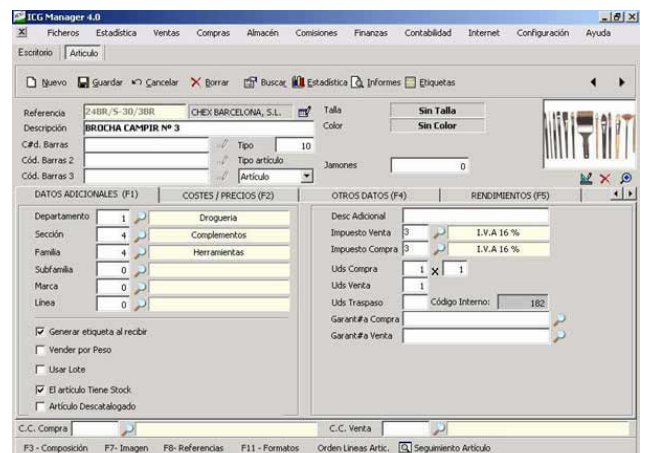 ICG Manager 4.0
Ficheros Estadística Ventas Compras Almacén Comisiones Finanzas Contabilidad Internet Configuración Ayuda
Escritorio Artículo
Nuevo Guardar Cancelar Borrar Buscar Estadística Informes Etiquetas
Referencia 24BR/S-30/3BR CHEX BARCELONA, S.L. Talla Sin Talla
Descripción BROCHA CAMPIR Nº 3 Color Sin Color
C#d. Barras Tipo 10
Cód. Barras 2 Tipo artículo Jamones 0
Cód. Barras 3 Artículo
DATOS ADICIONALES (F1) COSTES / PRECIOS (F2) OTROS DATOS (F4) RENDIMIENTOS (F5)
Departamento 1 Drogueria Desc Adicional
Sección 4 Complementos Impuesto Venta 3 I.V.A 16 %
Familia 4 Herramientas Impuesto Compra 3 I.V.A 16 %
Subfamilia 0 Uds Compra 1 X 1
Marca 0 Uds Venta 1
Línea 0 Uds Traspaso Código Interno: 182
Garant#a Compra
Generar etiqueta al recibir Garant#a Venta
Vender por Peso
Usar Lote
El artículo Tiene Stock
Artículo Descatalogado
C.C. Compra C.C. Venta
F3 - Composición F7- Imagen F8- Referencias F11 - Formatos Orden Lineas Artic. Seguimiento Artículo